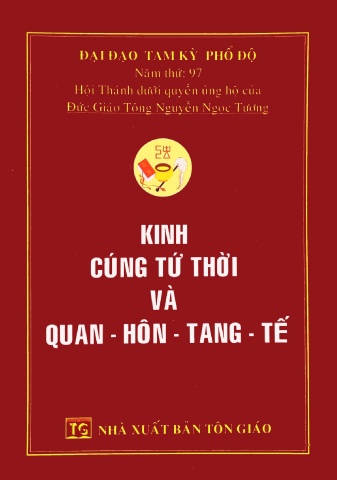 ĐẠI ĐẠO TAM KỲ PHỔ ĐỘ
Năm thứ: 97
Hội Thánh dưới quyền ủng hộ của
Đức Giáo Tông Nguyễn Ngọc Tương
KINH
CÚNG TỨ THỜI
VÀ
QUAN - HÔN - TANG - TẾ
TG NHÀ XUẤT BẢN TÔN GIÁO